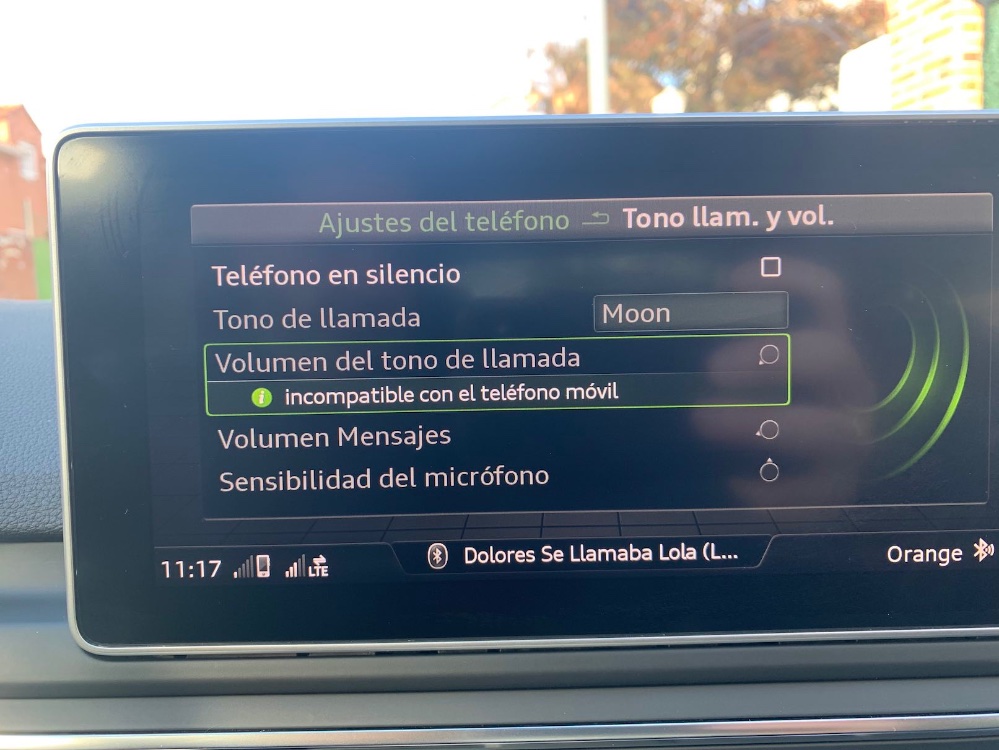 Ajustes del teléfono Tono llam. y vol.
Teléfono en silencio
Tono de llamada Moon
Volumen del tono de llamada
i incompatible con el teléfono móvil
Volumen Mensajes
Sensibilidad del micrófono
11:17 LTE Dolores Se Llamaba Lola (L... Orange